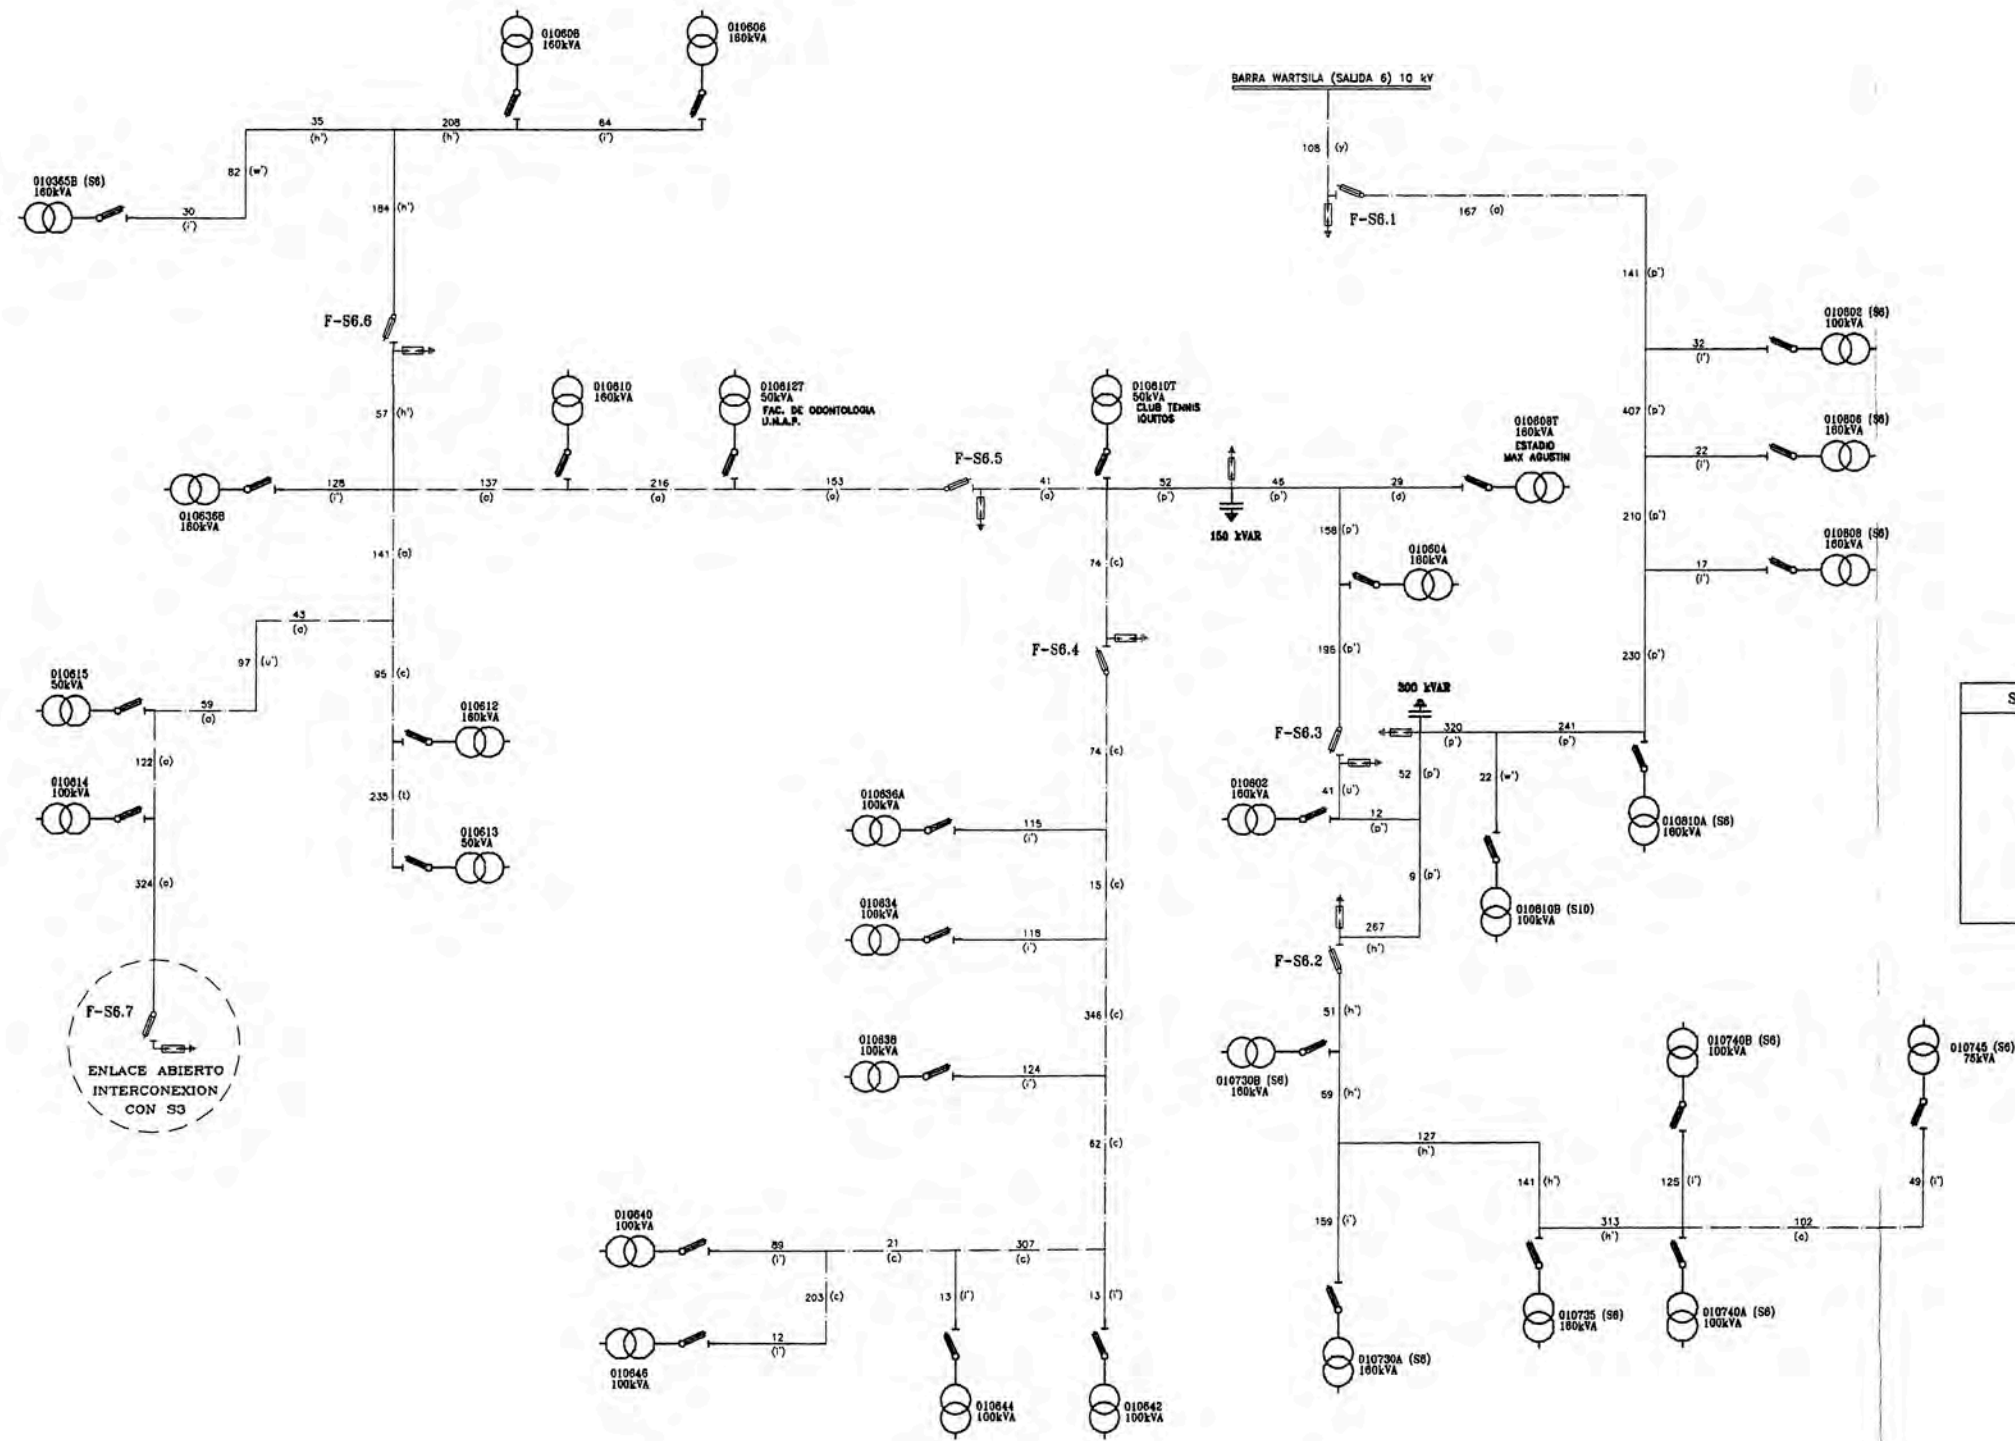 010608
160kVA
010606
160kVA
BARRA WARTSILA (SALIDA 6) 10 kV
35
(h')
208
(h')
64
(i')
108 (y)
82 (w')
010365B (S6)
160kVA
30
(i')
184 (h')
F-S6.1
167 (a)
141 (p')
F-S6.6
010602 (S6)
100kVA
32
(i')
57 (h')
010610
160kVA
010612T
50kVA
FAC. DE ODONTOLOGIA
U.N.A.P.
010610T
50kVA
CLUB TENNIS
IQUITOS
407 (p')
010606 (S6)
160kVA
22
(i')
010608T
160kVA
ESTADIO
MAX AGUSTIN
F-S6.5
128
(i')
137
(a)
216
(a)
153
(a)
41
(a)
52
(p')
45
(p')
29
(d)
010636B
160kVA
150 kVAR
210 (p')
158 (p')
010608 (S6)
160kVA
17
(i')
141 (a)
74 (c)
010604
160kVA
43
(a)
97 (u')
F-S6.4
195 (p')
230 (p')
95 (c)
010615
50kVA
59
(a)
300 kVAR
S
010612
160kVA
F-S6.3
320
(p')
241
(p')
122 (a)
74 (c)
52 (p')
22 (w')
010614
100kVA
235 (t)
010636A
100kVA
115
(i')
010602
160kVA
41 (u')
12
(p')
010610A (S6)
160kVA
010613
50kVA
324 (a)
15 (c)
9 (p')
010634
100kVA
118
(i')
010610B (S10)
100kVA
267
(h')
F-S6.2
F-S6.7
346 (c)
51 (h')
ENLACE ABIERTO
INTERCONEXION
CON S3
010638
100kVA
124
(i')
010730B (S6)
160kVA
010740B (S6)
100kVA
010745 (S6)
75kVA
59 (h')
62 (c)
127
(h')
141 (h')
125 (i')
49 (i')
010640
100kVA
89
(i')
21
(c)
307
(c)
159 (i')
313
(h')
102
(c)
203 (c)
13 (i')
13 (i')
010735 (S6)
160kVA
010740A (S6)
100kVA
12
(i')
010646
100kVA
010730A (S6)
160kVA
010644
100kVA
010642
100kVA